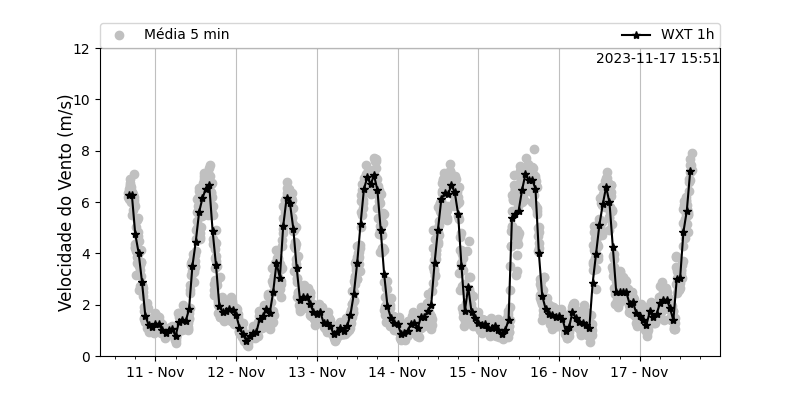 Média 5 min
WXT 1h
2023-11-17 15:51
Velocidade do Vento (m/s)
12
10
8
6
4
2
0
11 - Nov
12 - Nov
13 - Nov
14 - Nov
15 - Nov
16 - Nov
17 - Nov